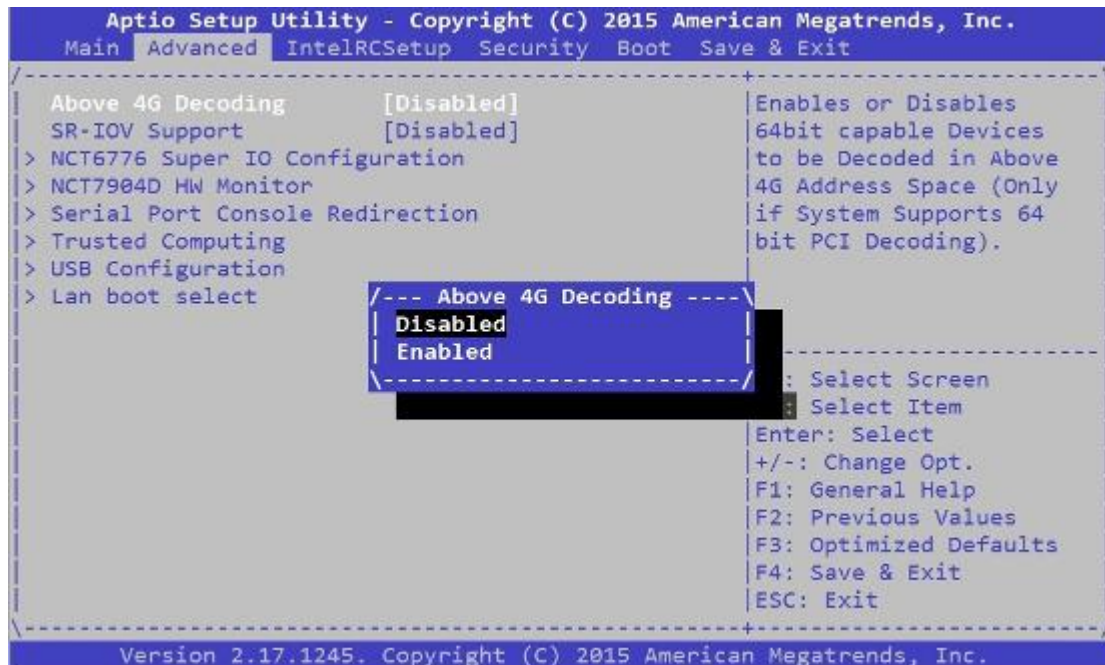 Aptio Setup Utility - Copyright (C) 2015 American Megatrends, Inc.
Main Advanced IntelRCSetup Security Boot Save & Exit
Above 4G Decoding [Disabled]
SR-IOV Support [Disabled]
> NCT6776 Super IO Configuration
> NCT7904D HW Monitor
> Serial Port Console Redirection
> Trusted Computing
> USB Configuration
> Lan boot select
Enables or Disables
64bit capable Devices
to be Decoded in Above
4G Address Space (Only
if System Supports 64
bit PCI Decoding).
/--- Above 4G Decoding ----\
Disabled
Enabled
: Select Screen
: Select Item
Enter: Select
+/-: Change Opt.
F1: General Help
F2: Previous Values
F3: Optimized Defaults
F4: Save & Exit
ESC: Exit
Version 2.17.1245. Copyright (C) 2015 American Megatrends, Inc.